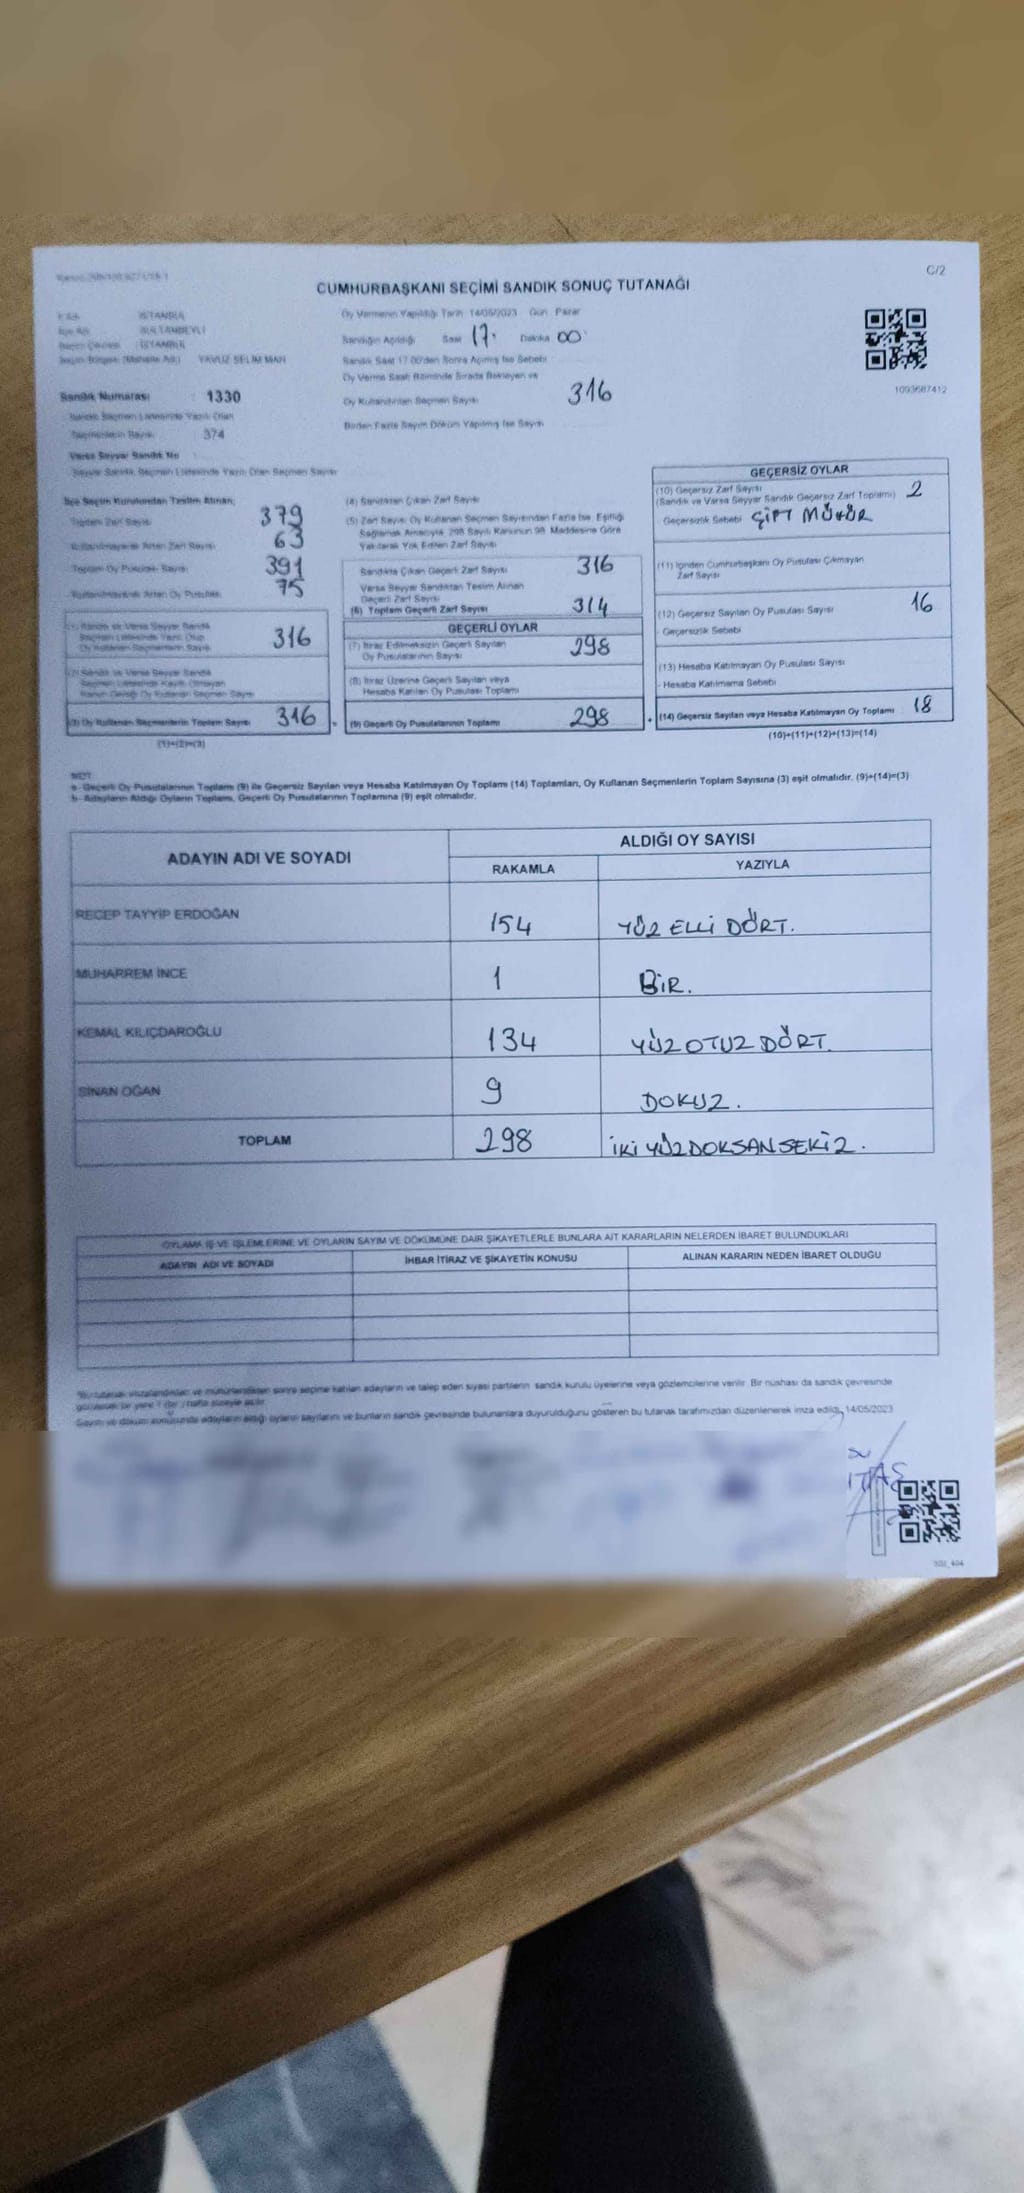 C/2
CUMHURBAŞKANI SEÇİMİ SANDIK SONUÇ TUTANAĞI
İSTANBUL
İlçe Adı SULTANBEYLİ
Seçim Çevresi : İSTANBUL
Seçim Bölgesi (Mahalle Adı) YAVUZ SELİM MAH
Sandık Numarası : 1330
Sandık Seçmen Listesinde Yazılı Olan
Seçmenlerin Sayısı : 374
Varsa Seyyar Sandık No
Seyyar Sandık Seçmen Listesinde Yazılı Olan Seçmen Sayısı
Oy Vermenin Yapıldığı Tarih 14/05/2023 Gün Pazar
Sandığın Açıldığı Saat 17. Dakika 00
Sandık Saat 17.00'den Sonra Açılmış İse Sebebi
Oy Verme Saati Bitiminde Sırada Bekleyen ve
Oy Kullandırılan Seçmen Sayısı 316
Birden Fazla Sayım Döküm Yapılmış İse Sayısı
1093687412
İlçe Seçim Kurulundan Teslim Alınan;
Toplam Zarf Sayısı 379
Kullanılmayarak Artan Zarf Sayısı 63
Toplam Oy Pusulası Sayısı 391
Kullanılmayarak Artan Oy Pusulası 75
(1) Sandık ve Varsa Seyyar Sandık
Seçmen Listesinde Yazılı Olup
Oy Kullanan Seçmenlerin Sayısı 316
(2) Sandık ve Varsa Seyyar Sandık
Seçmen Listesinde Kayıtlı Olmayan
Kanun Gereği Oy Kullanan Seçmen Sayısı
(3) Oy Kullanan Seçmenlerin Toplam Sayısı 316
(1)+(2)=(3)
(4) Sandıktan Çıkan Zarf Sayısı
(5) Zarf Sayısı Oy Kullanan Seçmen Sayısından Fazla İse, Eşitliği
Sağlamak Amacıyla, 298 Sayılı Kanunun 98. Maddesine Göre
Yakılarak Yok Edilen Zarf Sayısı
Sandıkta Çıkan Geçerli Zarf Sayısı 316
Varsa Seyyar Sandıktan Teslim Alınan
Geçerli Zarf Sayısı
(6) Toplam Geçerli Zarf Sayısı 314
GEÇERLİ OYLAR
(7) İtiraz Edilmeksizin Geçerli Sayılan
Oy Pusulalarının Sayısı 298
(8) İtiraz Üzerine Geçerli Sayılan veya
Hesaba Katılan Oy Pusulası Toplamı
(9) Geçerli Oy Pusulalarının Toplamı 298
GEÇERSİZ OYLAR
(10) Geçersiz Zarf Sayısı
(Sandık ve Varsa Seyyar Sandık Geçersiz Zarf Toplamı) 2
Geçersizlik Sebebi ÇİFT MÜHÜR
(11) İçinden Cumhurbaşkanı Oy Pusulası Çıkmayan
Zarf Sayısı
(12) Geçersiz Sayılan Oy Pusulası Sayısı 16
- Geçersizlik Sebebi
(13) Hesaba Katılmayan Oy Pusulası Sayısı
- Hesaba Katılmama Sebebi
(14) Geçersiz Sayılan veya Hesaba Katılmayan Oy Toplamı 18
(10)+(11)+(12)+(13)=(14)
NOT
a- Geçerli Oy Pusulalarının Toplamı (9) ile Geçersiz Sayılan veya Hesaba Katılmayan Oy Toplamı (14) Toplamları, Oy Kullanan Seçmenlerin Toplam Sayısına (3) eşit olmalıdır. (9)+(14)=(3)
b- Adayların Aldığı Oyların Toplamı, Geçerli Oy Pusulalarının Toplamına (9) eşit olmalıdır.
ADAYIN ADI VE SOYADI
ALDIĞI OY SAYISI
RAKAMLA YAZIYLA
RECEP TAYYİP ERDOĞAN 154 YÜZ ELLİ DÖRT.
MUHARREM İNCE 1 BİR.
KEMAL KILIÇDAROĞLU 134 YÜZ OTUZ DÖRT.
SİNAN OĞAN 9 DOKUZ.
TOPLAM 298 İKİ YÜZ DOKSAN SEKİZ.
OYLAMA İŞ VE İŞLEMLERİNE VE OYLARIN SAYIM VE DÖKÜMÜNE DAİR ŞİKAYETLERLE BUNLARA AİT KARARLARIN NELERDEN İBARET BULUNDUKLARI
ADAYIN ADI VE SOYADI İHBAR İTİRAZ VE ŞİKAYETİN KONUSU ALINAN KARARIN NEDEN İBARET OLDUĞU
Bu tutanak imzalandıktan ve mühürlendikten sonra seçime katılan adayların ve talep eden siyasi partilerin sandık kurulu üyelerine veya gözlemcilerine verilir. Bir nüshası da sandık çevresinde
görülecek bir yere 1 (bir) hafta süreyle asılır
Sayım ve döküm sonucunda adayların aldığı oyların sayılarını ve bunların sandık çevresinde bulunanlara duyurulduğunu gösteren bu tutanak tarafımızdan düzenlenerek imza edildi. 14/05/2023